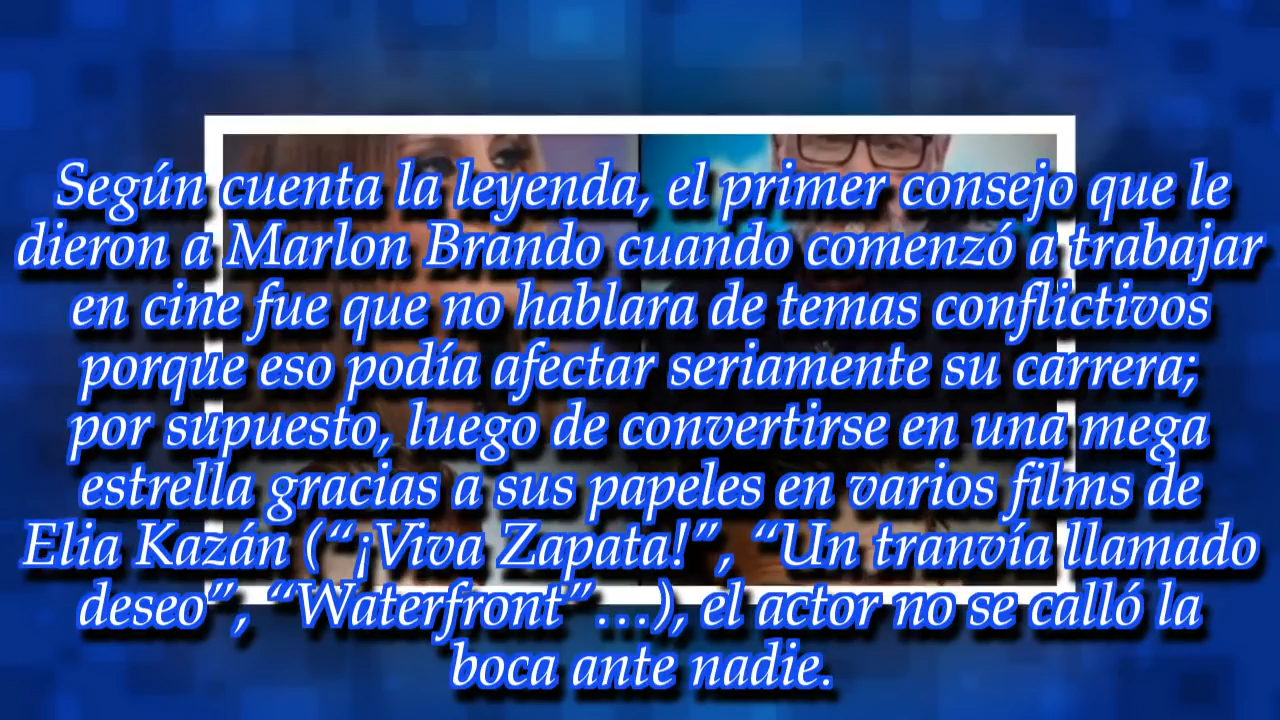 Según cuenta la leyenda, el primer consejo que le
dieron a Marlon Brando cuando comenzó a trabajar
en cine fue que no hablara de temas conflictivos
porque eso podía afectar seriamente su carrera;
por supuesto, luego de convertirse en una mega
estrella gracias a sus papeles en varios films de
Elia Kazán (“¡Viva Zapata!”, “Un tranvía llamado
deseo”, “Waterfront”…), el actor no se calló la
boca ante nadie.